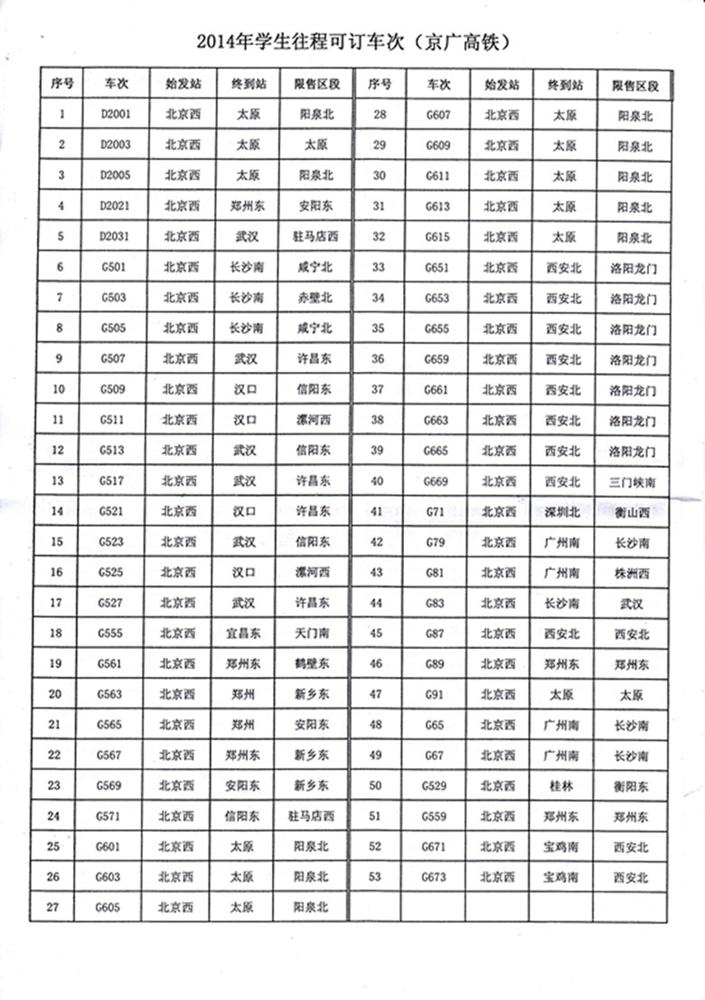 2014年学生往程可订车次（京广高铁）
序号 车次 始发站 终到站 限售区段 序号 车次 始发站 终到站 限售区段
1 D2001 北京西 太原 阳泉北 28 G607 北京西 太原 阳泉北
2 D2003 北京西 太原 太原 29 G609 北京西 太原 阳泉北
3 D2005 北京西 太原 阳泉北 30 G611 北京西 太原 阳泉北
4 D2021 北京西 郑州东 安阳东 31 G613 北京西 太原 阳泉北
5 D2031 北京西 武汉 驻马店西 32 G615 北京西 太原 阳泉北
6 G501 北京西 长沙南 咸宁北 33 G651 北京西 西安北 洛阳龙门
7 G503 北京西 长沙南 赤壁北 34 G653 北京西 西安北 洛阳龙门
8 G505 北京西 长沙南 咸宁北 35 G655 北京西 西安北 洛阳龙门
9 G507 北京西 武汉 许昌东 36 G659 北京西 西安北 洛阳龙门
10 G509 北京西 汉口 信阳东 37 G661 北京西 西安北 洛阳龙门
11 G511 北京西 汉口 漯河西 38 G663 北京西 西安北 洛阳龙门
12 G513 北京西 武汉 信阳东 39 G665 北京西 西安北 洛阳龙门
13 G517 北京西 武汉 许昌东 40 G669 北京西 西安北 三门峡南
14 G521 北京西 汉口 许昌东 41 G71 北京西 深圳北 衡山西
15 G523 北京西 武汉 信阳东 42 G79 北京西 广州南 长沙南
16 G525 北京西 汉口 漯河西 43 G81 北京西 广州南 株洲西
17 G527 北京西 武汉 许昌东 44 G83 北京西 长沙南 武汉
18 G555 北京西 宜昌东 天门南 45 G87 北京西 西安北 西安北
19 G561 北京西 郑州东 鹤壁东 46 G89 北京西 郑州东 郑州东
20 G563 北京西 郑州 新乡东 47 G91 北京西 太原 太原
21 G565 北京西 郑州 安阳东 48 G65 北京西 广州南 长沙南
22 G567 北京西 郑州东 新乡东 49 G67 北京西 广州南 长沙南
23 G569 北京西 安阳东 新乡东 50 G529 北京西 桂林 衡阳东
24 G571 北京西 信阳东 驻马店西 51 G559 北京西 郑州东 郑州东
25 G601 北京西 太原 阳泉北 52 G671 北京西 宝鸡南 西安北
26 G603 北京西 太原 阳泉北 53 G673 北京西 宝鸡南 西安北
27 G605 北京西 太原 阳泉北